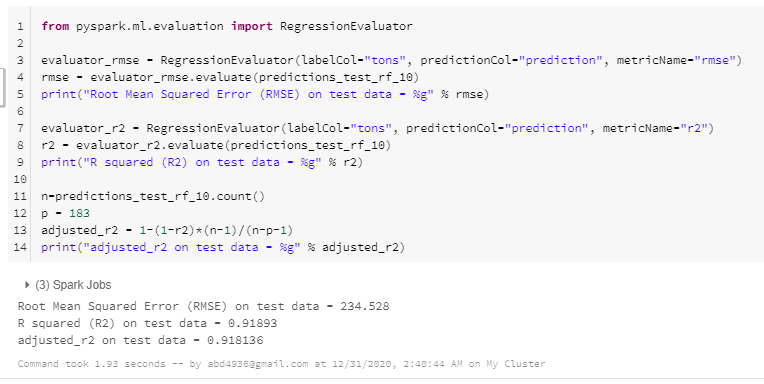 1 from pyspark.ml.evaluation import RegressionEvaluator
2
3 evaluator_rmse = RegressionEvaluator(labelCol="tons", predictionCol="prediction", metricName="rmse")
4 rmse = evaluator_rmse.evaluate(predictions_test_rf_10)
5 print("Root Mean Squared Error (RMSE) on test data = %g" % rmse)
6
7 evaluator_r2 = RegressionEvaluator(labelCol="tons", predictionCol="prediction", metricName="r2")
8 r2 = evaluator_r2.evaluate(predictions_test_rf_10)
9 print("R squared (R2) on test data = %g" % r2)
10
11 n=predictions_test_rf_10.count()
12 p = 183
13 adjusted_r2 = 1-(1-r2)*(n-1)/(n-p-1)
14 print("adjusted_r2 on test data = %g" % adjusted_r2)
(3) Spark Jobs
Root Mean Squared Error (RMSE) on test data = 234.528
R squared (R2) on test data = 0.91893
adjusted_r2 on test data = 0.918136
Command took 1.93 seconds -- by abd4936@gmail.com at 12/31/2020, 2:40:44 AM on My Cluster